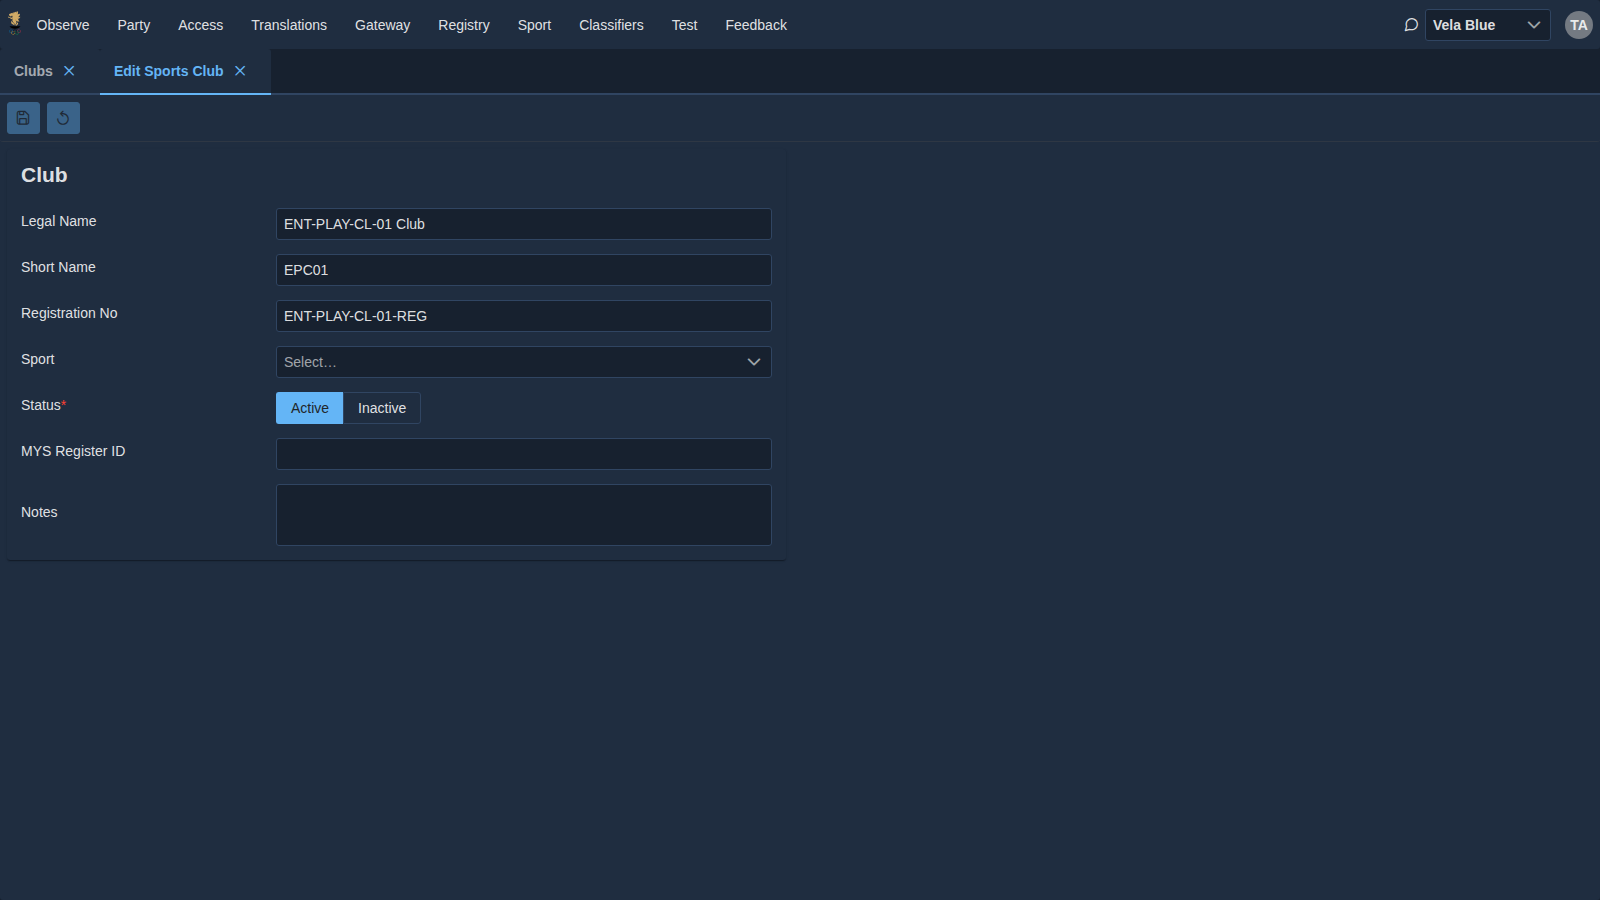 Observe Party Access Translations Gateway Registry Sport Classifiers Test Feedback Vela Blue TA
Clubs Edit Sports Club
Club
Legal Name ENT-PLAY-CL-01 Club
Short Name EPC01
Registration No ENT-PLAY-CL-01-REG
Sport Select...
Status* Active Inactive
MYS Register ID
Notes